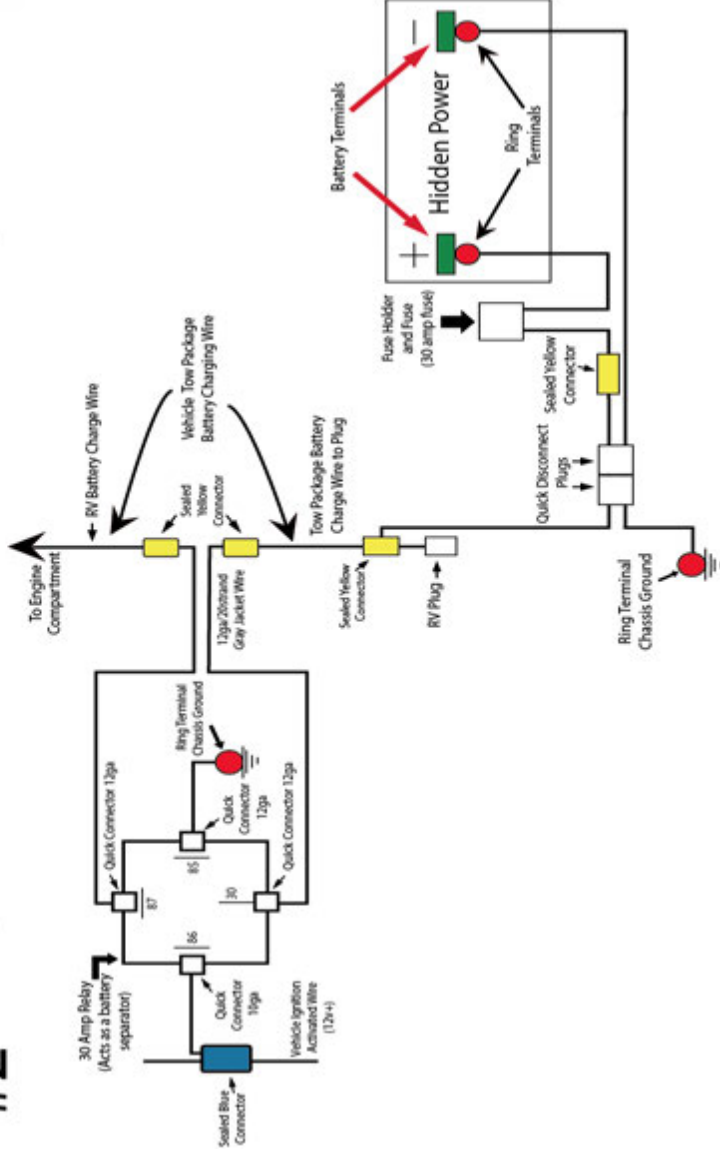 #2
30 Amp Relay
(Acts as a battery
separator)
Quick Connector 12ga
87
86
85
30
Quick
Connector
Sealed Blue
Connector
Vehicle Ignition
Activated Wire
(12v+)
Ring Terminal
Chassis Ground
Quick
Connector
12ga
Quick Connector 12ga
To Engine
Compartment
RV Battery Charge Wire
Vehicle Tow Package
Battery Charging Wire
Sealed
Yellow
Connector
12ga/26strand
Gray Jacket Wire
Tow Package Battery
Charge Wire to Plug
Sealed Yellow
Connector
RV Plug
Battery Terminals
+
–
Hidden Power
Ring
Terminals
Fuse Holder
and Fuse
(30 amp fuse)
Sealed Yellow
Connector
Quick Disconnect
Plugs
Ring Terminal
Chassis Ground